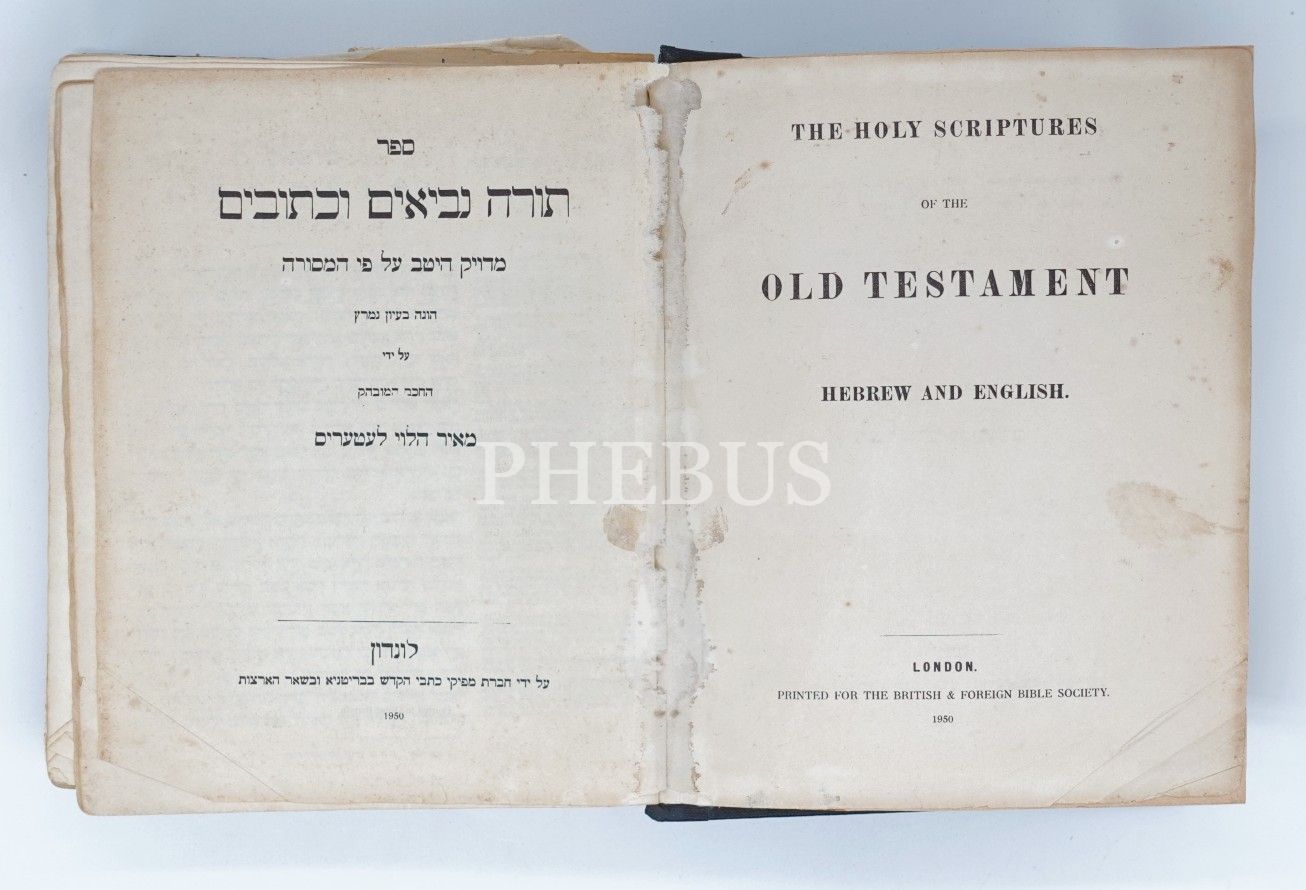 ספר
תורה נביאים וכתובים
מדויק היטב על פי המסורה
הוגה בעיון נמרץ
על ידי
החכם המובהק
מאיר הלוי לעטעריס
לונדון
על ידי חברת מפיקי כתבי הקדש בבריטניא ובשאר הארצות
1950
THE HOLY SCRIPTURES
OF THE
OLD TESTAMENT
HEBREW AND ENGLISH.
LONDON.
PRINTED FOR THE BRITISH & FOREIGN BIBLE SOCIETY.
1950
PHEBUS